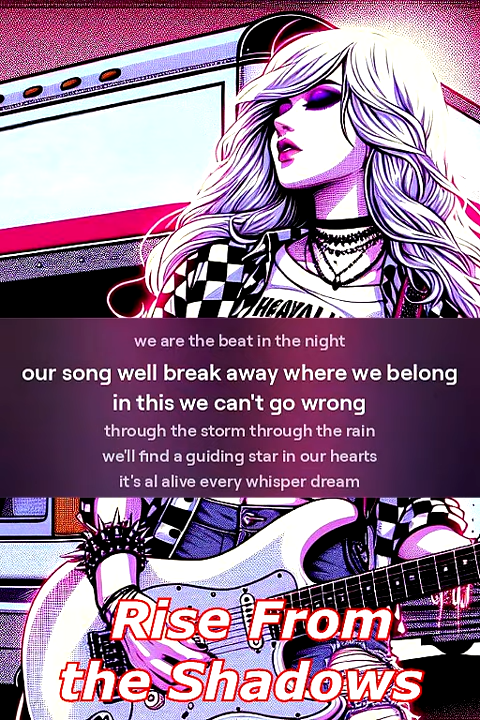 we are the beat in the night
our song well break away where we belong
in this we can't go wrong
through the storm through the rain
we'll find a guiding star in our hearts
it's al alive every whisper dream
Rise From
the Shadows